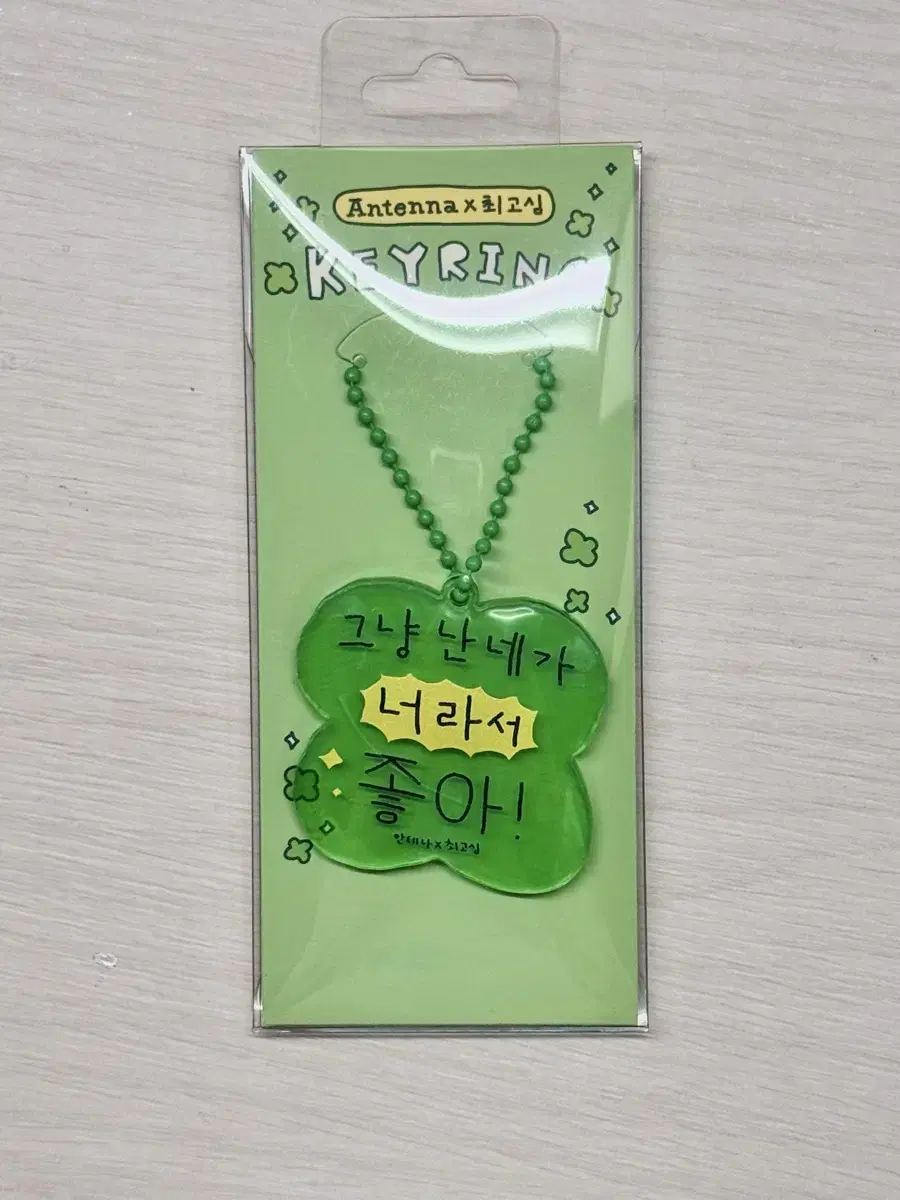 Antenna x 최고심
KEYRING
그냥 난 네가
너라서
좋아!
안테나 x 최고심